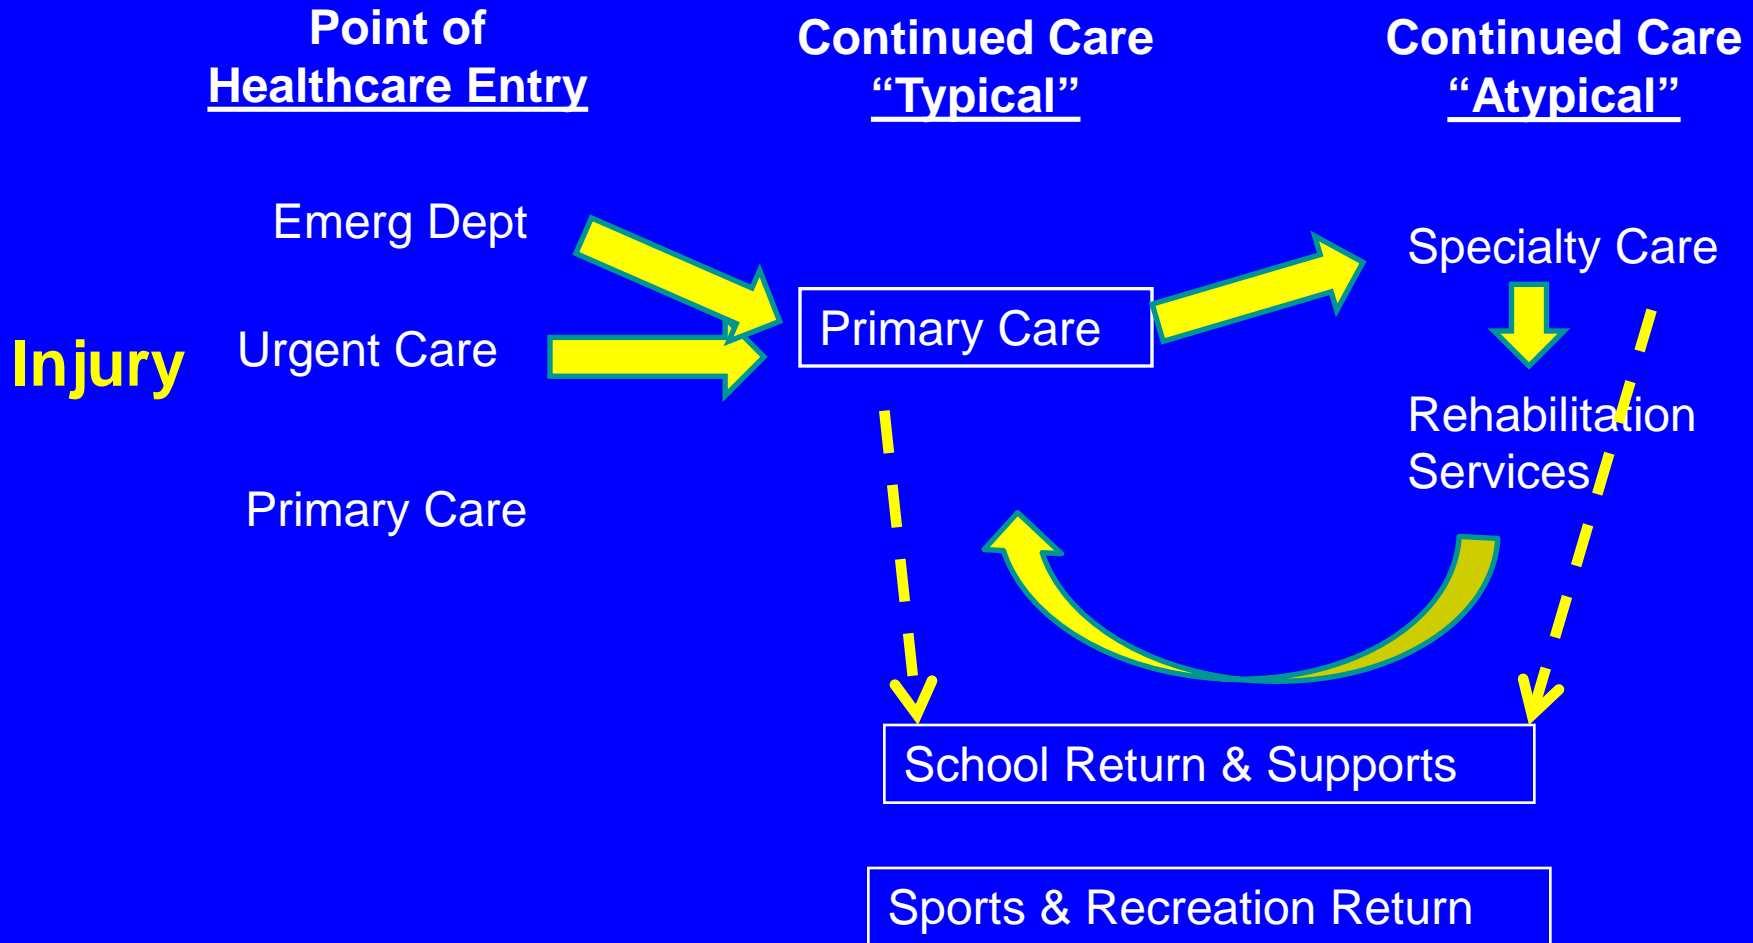 Point of
Healthcare Entry
Continued Care
“Typical”
Continued Care
“Atypical”
Injury
Emerg Dept
Urgent Care
Primary Care
Primary Care
Specialty Care
Rehabilitation
Services
School Return & Supports
Sports & Recreation Return